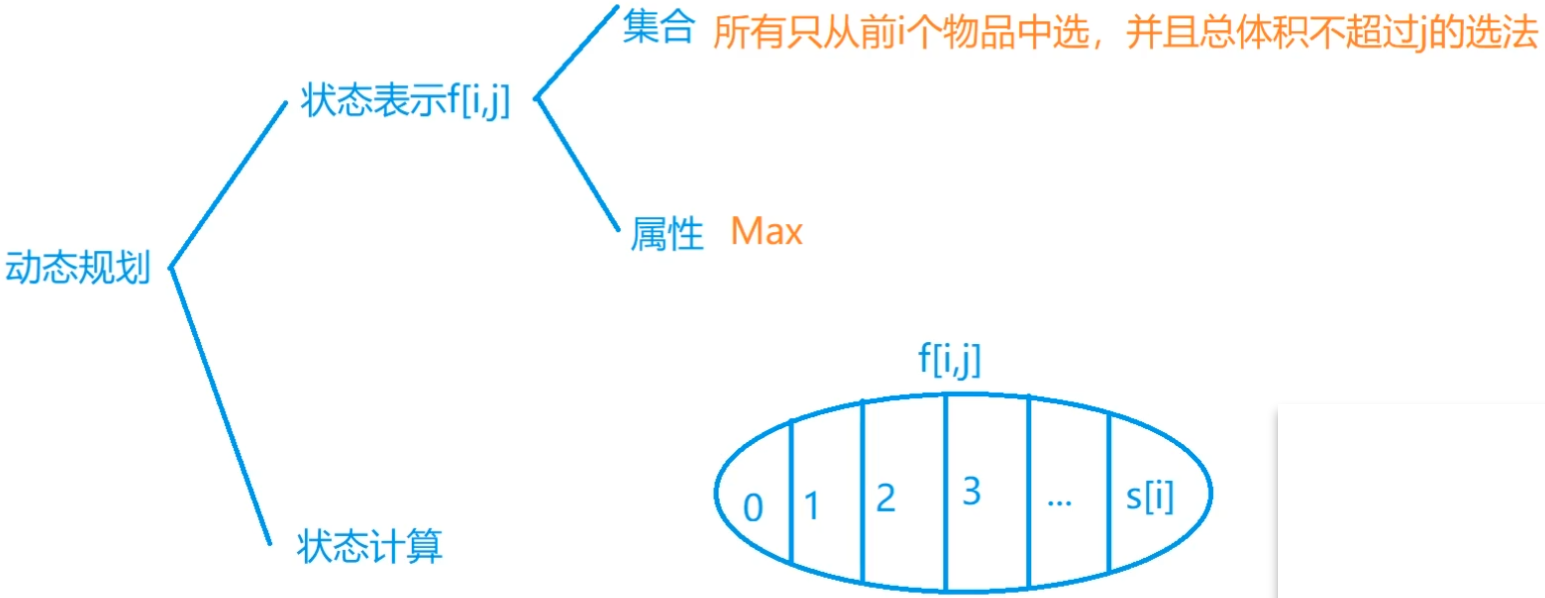 集合 所有只从前i个物品中选，并且总体积不超过j的选法
状态表示f[i,j]
属性 Max
动态规划
f[i,j]
0 1 2 3 ... s[i]
状态计算